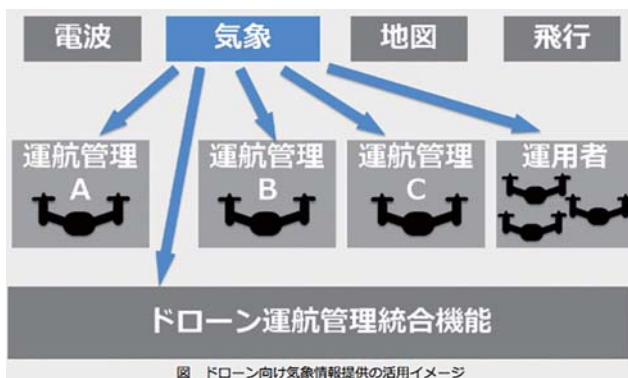 電波
気象
地図
飛行
運航管理
A
運航管理
B
運航管理
C
運用者
ドローン運航管理統合機能
図 ドローン向け気象情報提供の活用イメージ